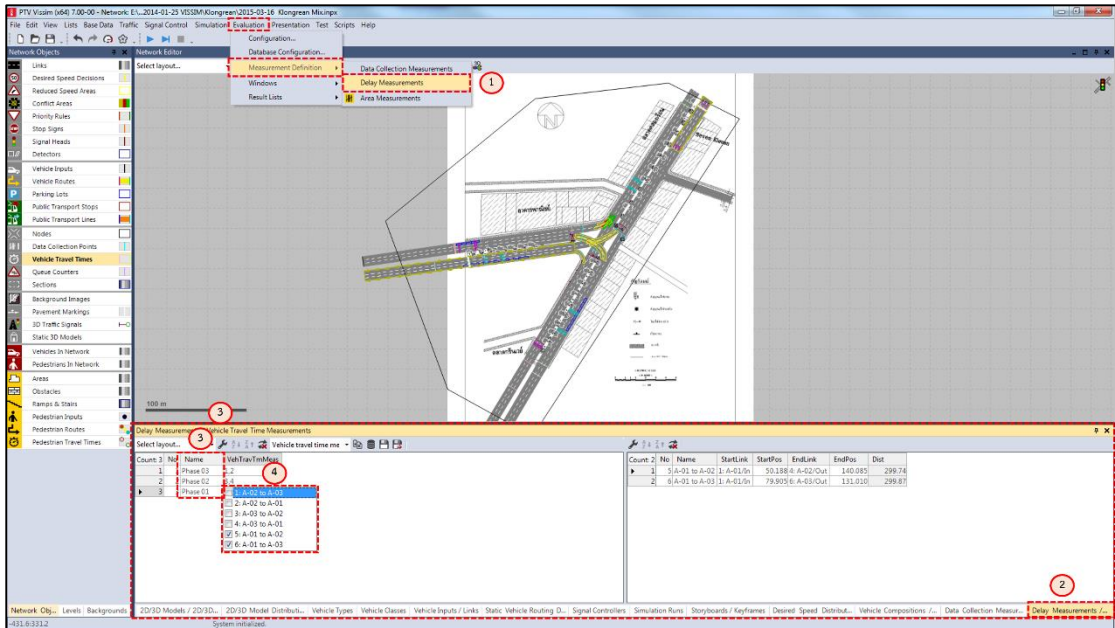 PTV Vissim (x64) 7.00-00 - Network: E:\...2014-01-25 VISSIM\Klongrean\2015-03-16 Klongrean Mix.inpx
File Edit View Lists Base Data Traffic Signal Control Simulation Evaluation Presentation Test Scripts Help
Configuration...
Database Configuration...
Measurement Definition
Windows
Result Lists
Data Collection Measurements
Delay Measurements
Area Measurements
1
Network Objects
Network Editor
Select layout...
Links
Desired Speed Decisions
Reduced Speed Areas
Conflict Areas
Priority Rules
Stop Signs
Signal Heads
Detectors
Vehicle Inputs
Vehicle Routes
Parking Lots
Public Transport Stops
Public Transport Lines
Nodes
Data Collection Points
Vehicle Travel Times
Queue Counters
Sections
Background Images
Pavement Markings
3D Traffic Signals
Static 3D Models
Vehicles In Network
Pedestrians In Network
Areas
Obstacles
Ramps & Stairs
Pedestrian Inputs
Pedestrian Routes
Pedestrian Travel Times
N
100 m
3
Vehicle Travel Time Measurements
Select layout...
3
Vehicle travel time me
Count: 3 No Name VehTravTmMeas
1 Phase 03 1,2
2 Phase 02 3,4
3 Phase 01
4
1: A-02 to A-03
2: A-02 to A-01
3: A-03 to A-02
4: A-03 to A-01
5: A-01 to A-02
6: A-01 to A-03
Count: 2 No Name StartLink StartPos EndLink EndPos Dist
1 5 A-01 to A-02 1: A-01/In 50.188 4: A-02/Out 140.085 299.74
2 6 A-01 to A-03 1: A-01/In 79.905 6: A-03/Out 131.010 299.87
2
Network Obj... Levels Backgrounds
2D/3D Models / 2D/3D... 2D/3D Model Distributi... Vehicle Types Vehicle Classes Vehicle Inputs / Links Static Vehicle Routing D... Signal Controllers Simulation Runs Storyboards / Keyframes Desired Speed Distribut... Vehicle Compositions /... Data Collection Measur... Delay Measurements /...
-431.6:331.2
System initialized.